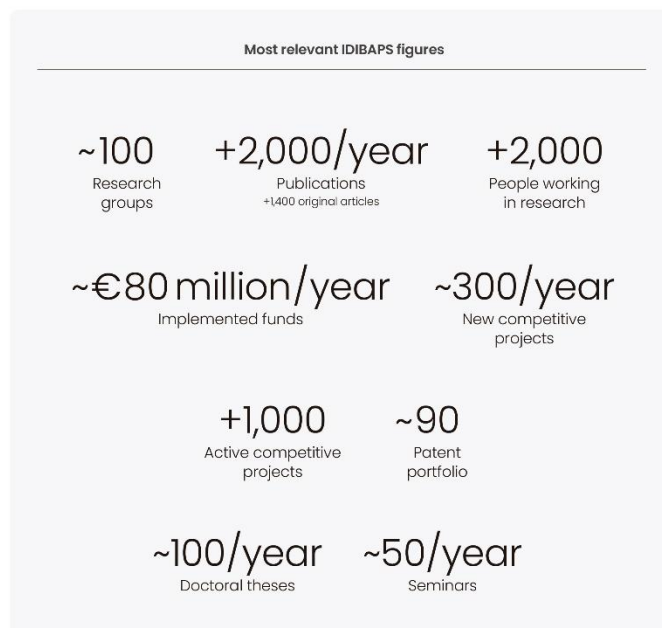 Most relevant IDIBAPS figures
~100
Research
groups
+2,000/year
Publications
+1,400 original articles
+2,000
People working
in research
~€80 million/year
Implemented funds
~300/year
New competitive
projects
+1,000
Active competitive
projects
~90
Patent
portfolio
~100/year
Doctoral theses
~50/year
Seminars